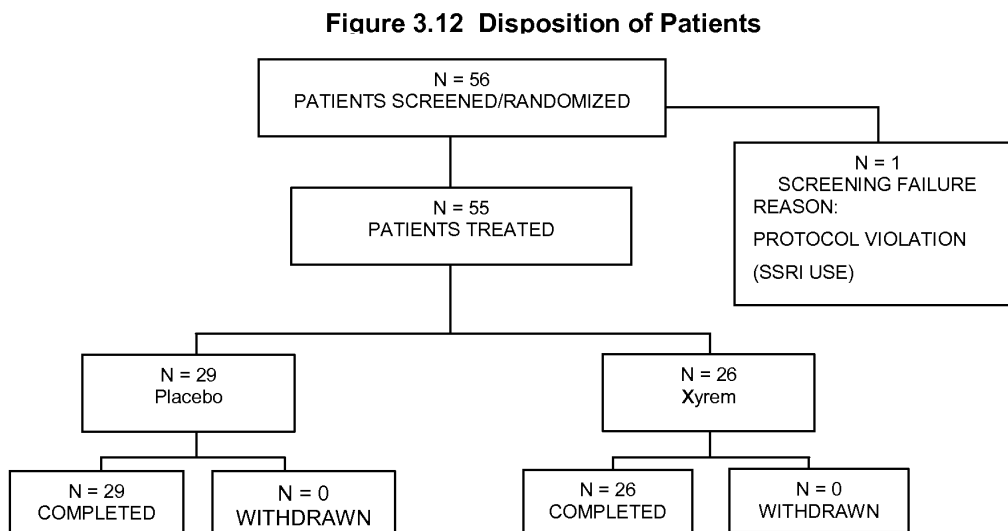 Figure 3.12 Disposition of Patients
N = 56
PATIENTS SCREENED/RANDOMIZED
N = 1
SCREENING FAILURE
REASON:
PROTOCOL VIOLATION
(SSRI USE)
N = 55
PATIENTS TREATED
N = 29
Placebo
N = 26
Xyrem
N = 29
COMPLETED
N = 0
WITHDRAWN
N = 26
COMPLETED
N = 0
WITHDRAWN